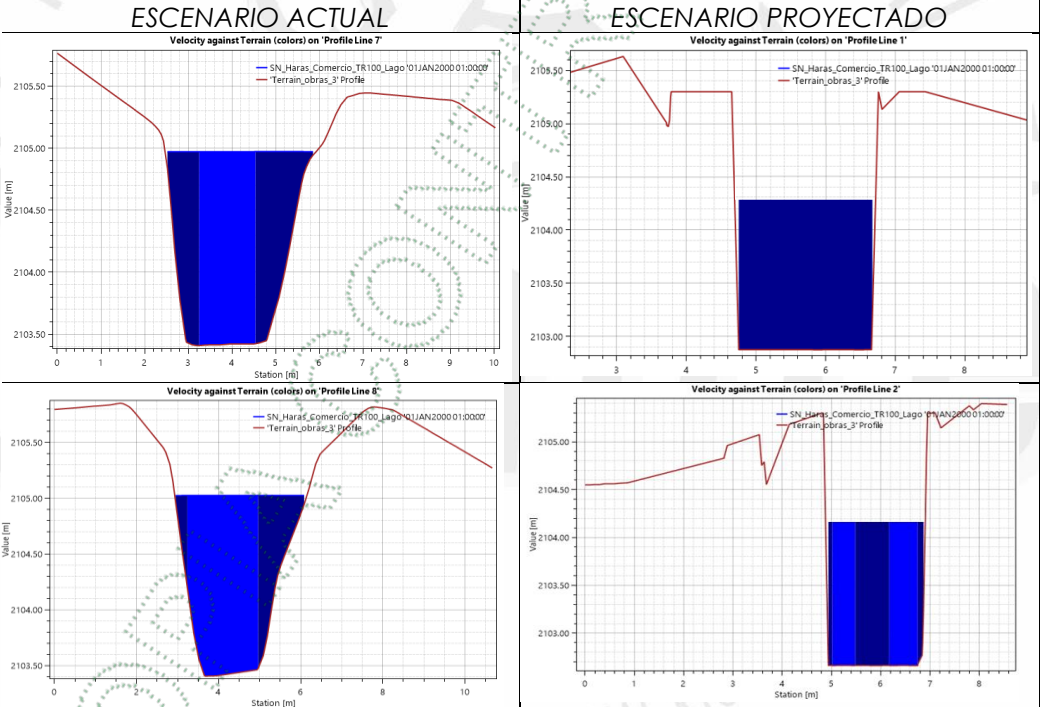 ESCENARIO ACTUAL
ESCENARIO PROYECTADO
Velocity against Terrain (colors) on 'Profile Line 7'
SN_Haras_Comercio_TR100_Lago '01JAN2000 01:00:00'
'Terrain_obras_3' Profile
Value [m]
2105.50
2105.00
2104.50
2104.00
2103.50
0 1 2 3 4 5 6 7 8 9 10
Station [m]
Velocity against Terrain (colors) on 'Profile Line 1'
SN_Haras_Comercio_TR100_Lago '01JAN2000 01:00:00'
'Terrain_obras_3' Profile
Value [m]
2105.50
2105.00
2104.50
2104.00
2103.50
2103.00
3 4 5 6 7 8
Velocity against Terrain (colors) on 'Profile Line 8'
SN_Haras_Comercio_TR100_Lago '01JAN2000 01:00:00'
'Terrain_obras_3' Profile
Value [m]
2105.50
2105.00
2104.50
2104.00
2103.50
0 2 4 6 8 10
Station [m]
Velocity against Terrain (colors) on 'Profile Line 2'
SN_Haras_Comercio_TR100_Lago '01JAN2000 01:00:00'
'Terrain_obras_3' Profile
Value [m]
2105.00
2104.50
2104.00
2103.50
2103.00
0 1 2 3 4 5 6 7 8
Station [m]